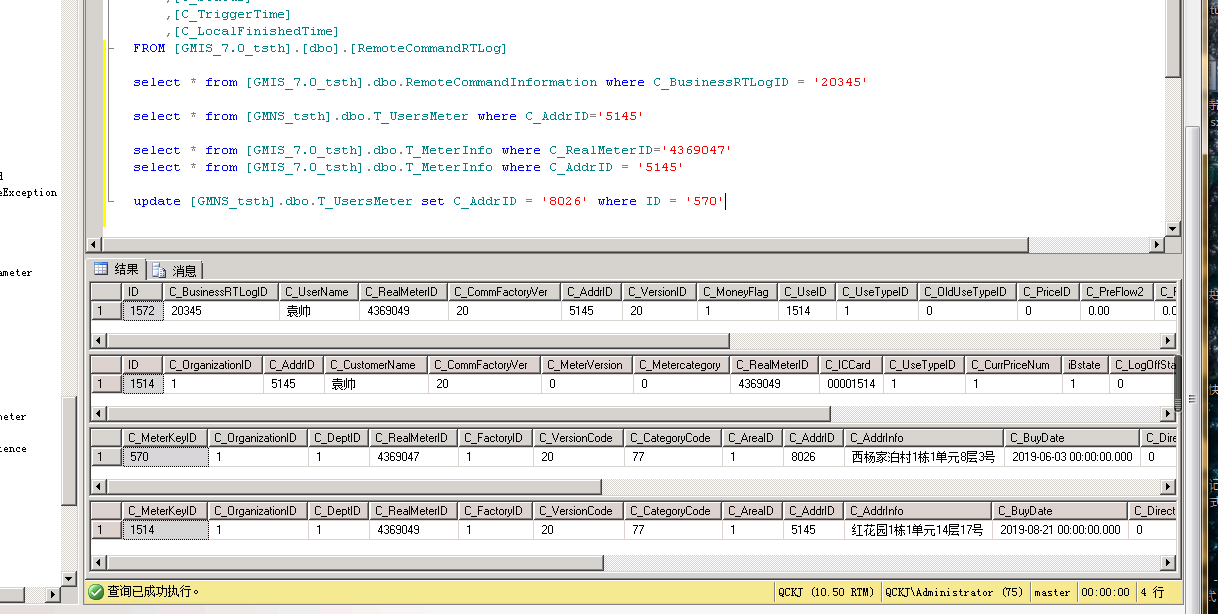 ,[C_TriggerTime]
,[C_LocalFinishedTime]
FROM [GMIS_7.0_tsth].[dbo].[RemoteCommandRTLog]
select * from [GMIS_7.0_tsth].dbo.RemoteCommandInformation where C_BusinessRTLogID = '20345'
select * from [GMNS_tsth].dbo.T_UsersMeter where C_AddrID='5145'
select * from [GMIS_7.0_tsth].dbo.T_MeterInfo where C_RealMeterID='4369047'
select * from [GMIS_7.0_tsth].dbo.T_MeterInfo where C_AddrID = '5145'
update [GMNS_tsth].dbo.T_UsersMeter set C_AddrID = '8026' where ID = '570'
eException
ameter
meter
ience
结果 消息
ID C_BusinessRTLogID C_UserName C_RealMeterID C_CommFactoryVer C_AddrID C_VersionID C_MoneyFlag C_UseID C_UseTypeID C_OldUseTypeID C_PriceID C_PreFlow2
1 1572 20345 袁帅 4369049 20 5145 20 1 1514 1 0 0 0.00 0.0
ID C_OrganizationID C_AddrID C_CustomerName C_CommFactoryVer C_MeterVersion C_Metercategory C_RealMeterID C_ICCard C_UseTypeID C_CurrPriceNum iBstate C_LogOffSta
1 1514 1 5145 袁帅 20 0 0 4369049 00001514 1 1 1 0
C_MeterKeyID C_OrganizationID C_DeptID C_RealMeterID C_FactoryID C_VersionCode C_CategoryCode C_AreaID C_AddrID C_AddrInfo C_BuyDate C_Dire
1 570 1 1 4369047 1 20 77 1 8026 西杨家泊村1栋1单元8层3号 2019-06-03 00:00:00.000 0
C_MeterKeyID C_OrganizationID C_DeptID C_RealMeterID C_FactoryID C_VersionCode C_CategoryCode C_AreaID C_AddrID C_AddrInfo C_BuyDate C_Direct
1 1514 1 1 4369049 1 20 77 1 5145 红花园1栋1单元14层17号 2019-08-21 00:00:00.000 0
查询已成功执行。 QCKJ (10.50 RTM) QCKJ\Administrator (75) master 00:00:00 4 行